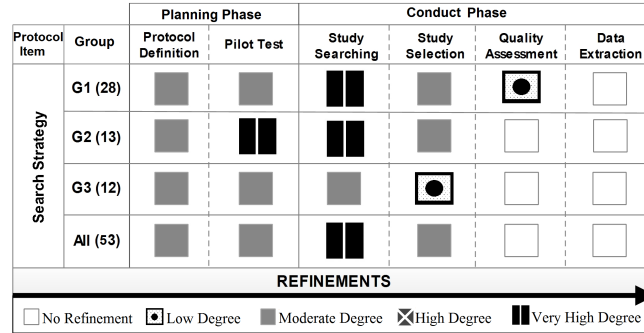 Planning Phase Conduct Phase
Protocol Item Group Protocol Definition Pilot Test Study Searching Study Selection Quality Assessment Data Extraction
Search Strategy
G1 (28)
G2 (13)
G3 (12)
All (53)
REFINEMENTS
No Refinement Low Degree Moderate Degree High Degree Very High Degree